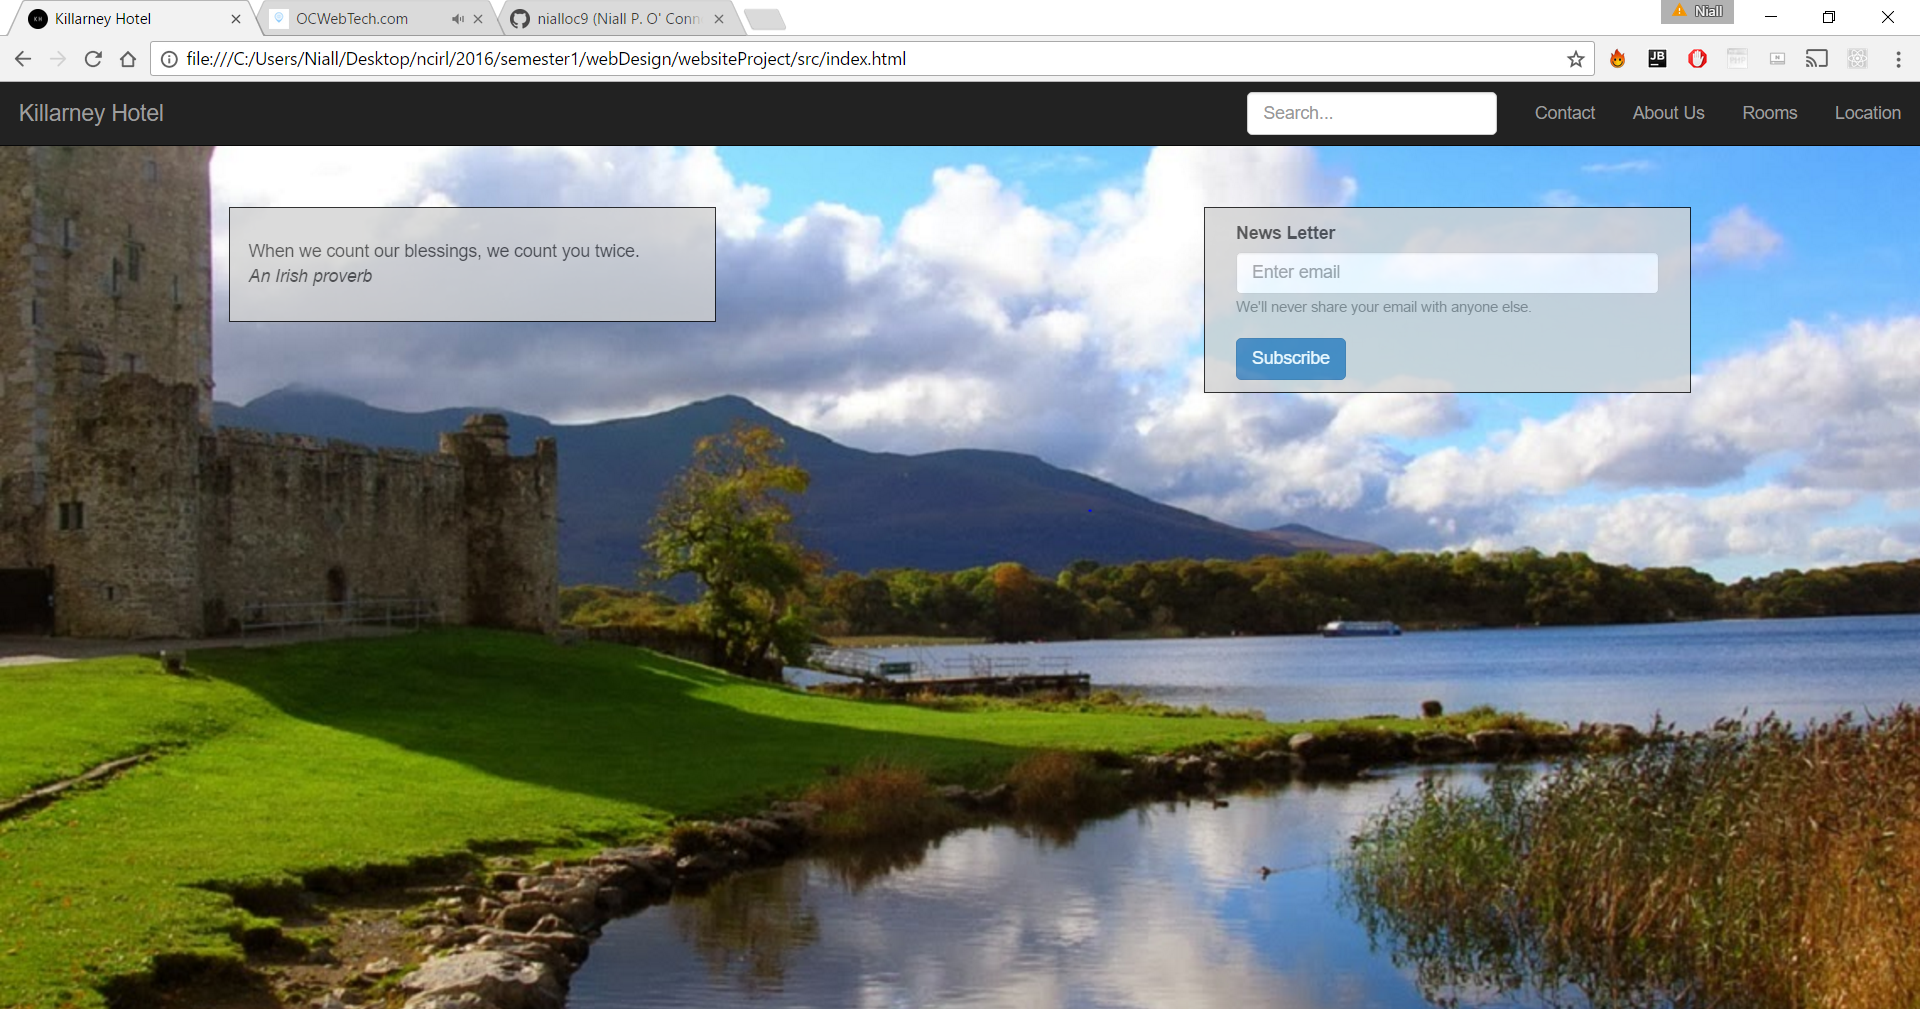 Killarney Hotel
OCWebTech.com
nialloc9 (Niall P. O' Conn
Niall
file:///C:/Users/Niall/Desktop/ncirl/2016/semester1/webDesign/websiteProject/src/index.html
JB
Killarney Hotel
Search...
Contact
About Us
Rooms
Location
When we count our blessings, we count you twice.
An Irish proverb
News Letter
Enter email
We'll never share your email with anyone else.
Subscribe